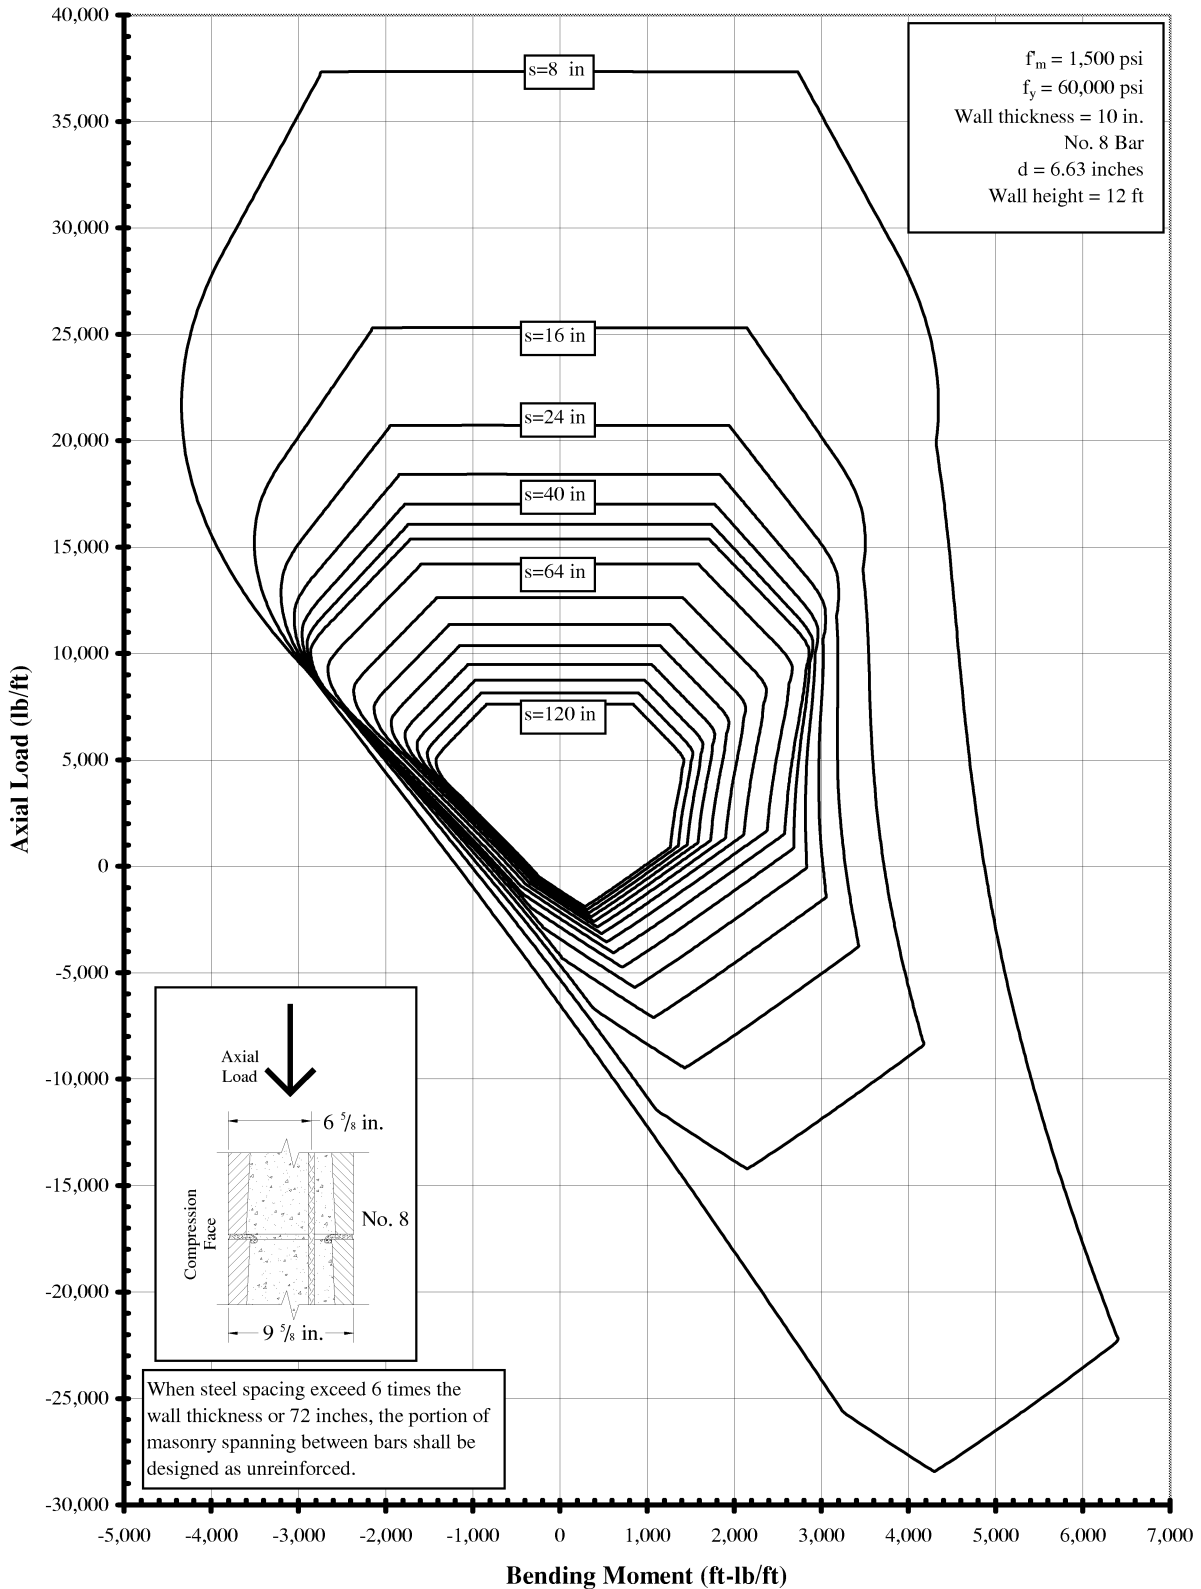 40,000
35,000
30,000
25,000
20,000
15,000
10,000
5,000
0
-5,000
-10,000
-15,000
-20,000
-25,000
-30,000
Axial Load (lb/ft)
s=8 in
s=16 in
s=24 in
s=40 in
s=64 in
s=120 in
f'm = 1,500 psi
fy = 60,000 psi
Wall thickness = 10 in.
No. 8 Bar
d = 6.63 inches
Wall height = 12 ft
Axial
Load
6 5/8 in.
Compression
Face
No. 8
9 5/8 in.
When steel spacing exceed 6 times the
wall thickness or 72 inches, the portion of
masonry spanning between bars shall be
designed as unreinforced.
-5,000 -4,000 -3,000 -2,000 -1,000 0 1,000 2,000 3,000 4,000 5,000 6,000 7,000
Bending Moment (ft-lb/ft)